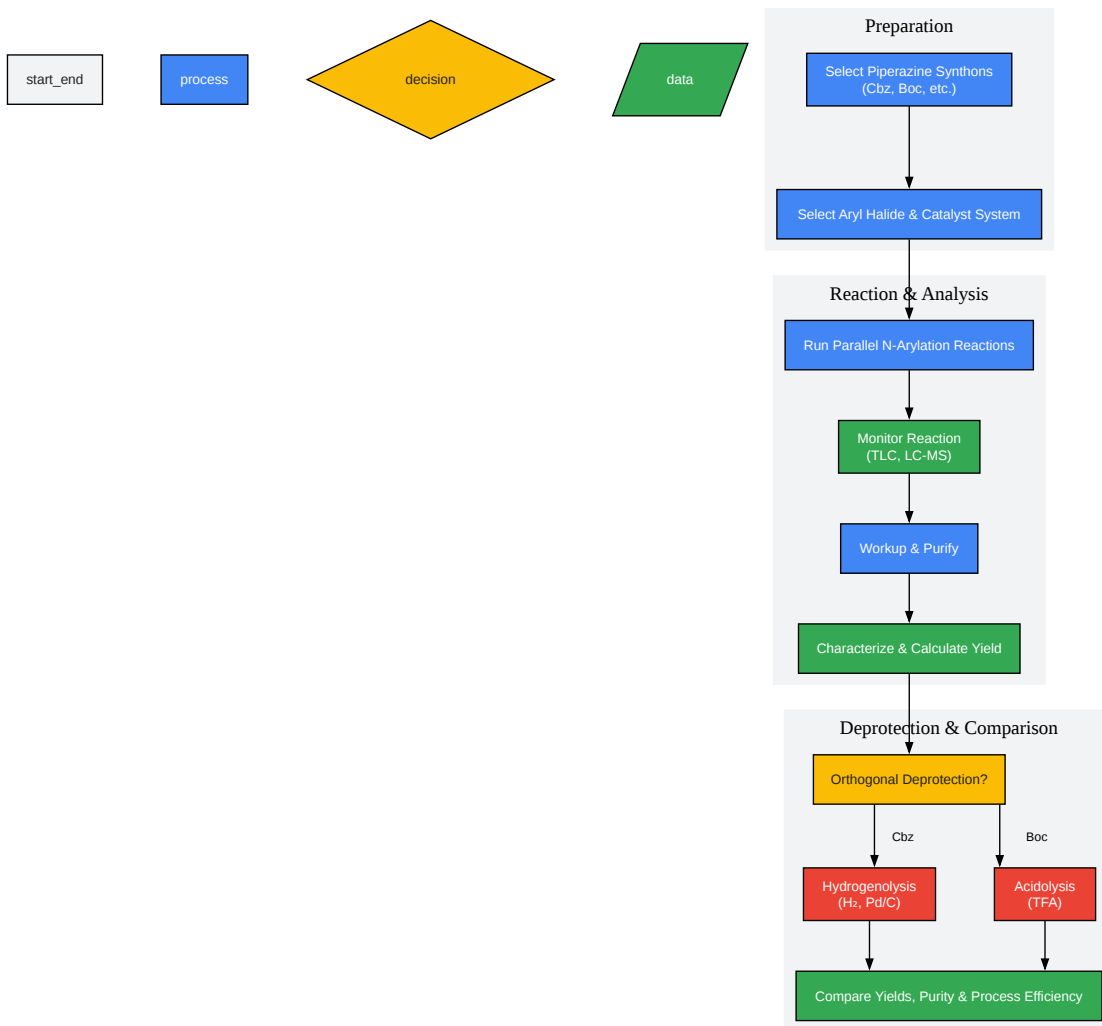 start_end
process
decision
data
Preparation
Select Piperazine Synthons
(Cbz, Boc, etc.)
Select Aryl Halide & Catalyst System
Reaction & Analysis
Run Parallel N-Arylation Reactions
Monitor Reaction
(TLC, LC-MS)
Workup & Purify
Characterize & Calculate Yield
Deprotection & Comparison
Orthogonal Deprotection?
Cbz
Boc
Hydrogenolysis
(H₂, Pd/C)
Acidolysis
(TFA)
Compare Yields, Purity & Process Efficiency